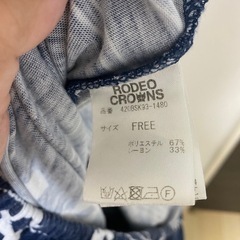 RODEO
CROWNS
品番 420BSK93-1480
サイズ FREE
ポリエステル 67%
レーヨン 33%